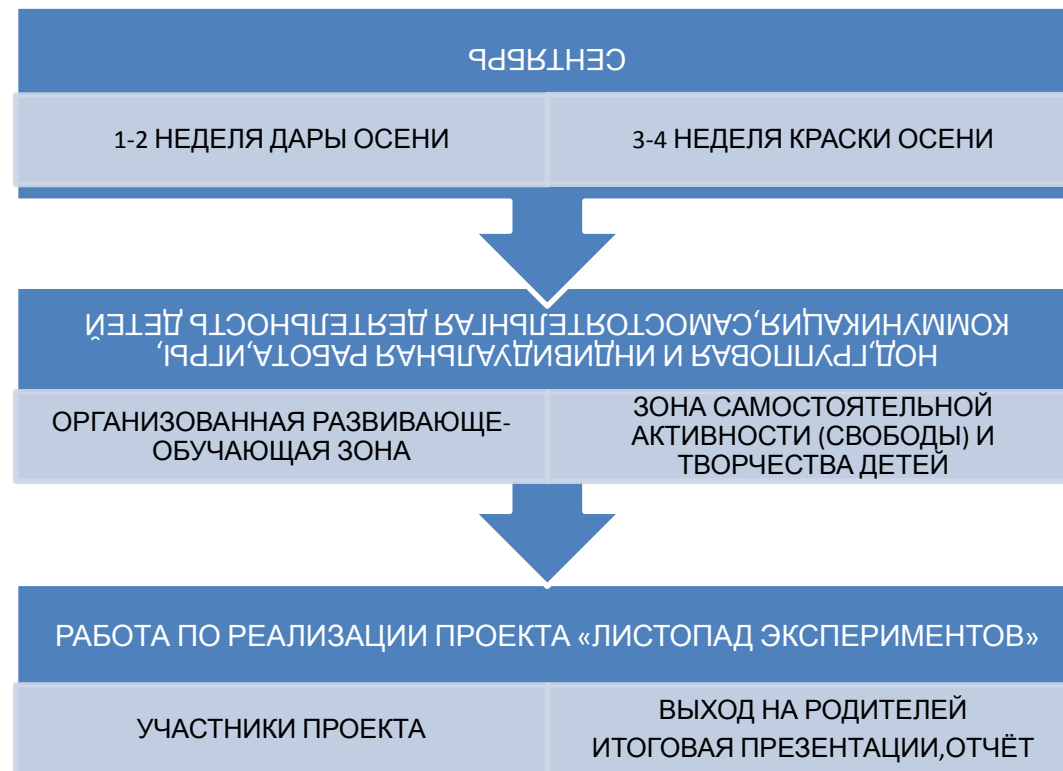 СЕНТЯБРЬ
1-2 НЕДЕЛЯ ДАРЫ ОСЕНИ
3-4 НЕДЕЛЯ КРАСКИ ОСЕНИ
НОД,ГРУППОВАЯ И ИНДИВИДУАЛЬНАЯ РАБОТА,ИГРЫ,
КОММУНИКАЦИЯ,САМОСТОЯТЕЛЬНГАЯ ДЕЯТЕЛЬНОСТЬ ДЕТЕЙ
ОРГАНИЗОВАННАЯ РАЗВИВАЮЩЕ-
ОБУЧАЮЩАЯ ЗОНА
ЗОНА САМОСТОЯТЕЛЬНОЙ
АКТИВНОСТИ (СВОБОДЫ) И
ТВОРЧЕСТВА ДЕТЕЙ
РАБОТА ПО РЕАЛИЗАЦИИ ПРОЕКТА «ЛИСТОПАД ЭКСПЕРИМЕНТОВ»
УЧАСТНИКИ ПРОЕКТА
ВЫХОД НА РОДИТЕЛЕЙ
ИТОГОВАЯ ПРЕЗЕНТАЦИИ,ОТЧЁТ